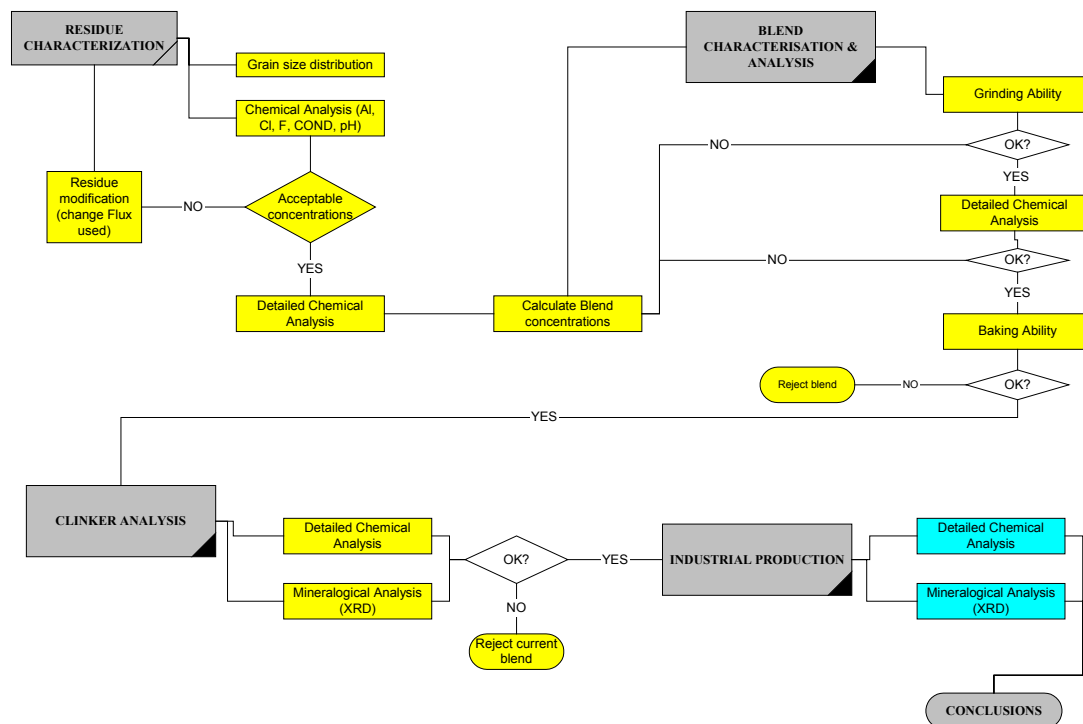 RESIDUE
CHARACTERIZATION
Grain size distribution
Chemical Analysis (Al,
Cl, F, COND, pH)
Residue
modification
(change Flux
used)
NO
Acceptable
concentrations
YES
Detailed Chemical
Analysis
Calculate Blend
concentrations
BLEND
CHARACTERISATION &
ANALYSIS
Grinding Ability
NO
OK?
YES
Detailed Chemical
Analysis
NO
OK?
YES
Baking Ability
Reject blend
NO
OK?
YES
CLINKER ANALYSIS
Detailed Chemical
Analysis
Mineralogical Analysis
(XRD)
OK?
YES
NO
Reject current
blend
INDUSTRIAL PRODUCTION
Detailed Chemical
Analysis
Mineralogical Analysis
(XRD)
CONCLUSIONS